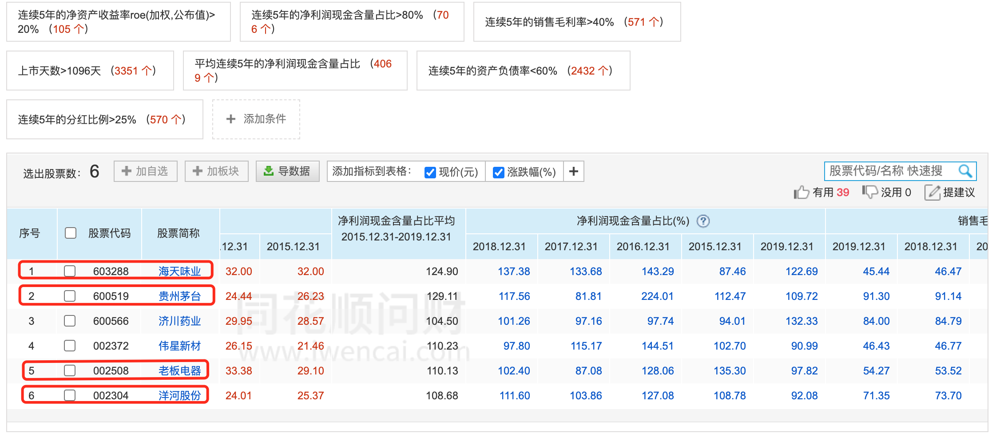 连续5年的净资产收益率roe(加权,公布值)>
20% （105 个）
连续5年的净利润现金含量占比>80% （70
6 个）
连续5年的销售毛利率>40% （571 个）
上市天数>1096天 （3351 个）
平均连续5年的净利润现金含量占比 （406
9 个）
连续5年的资产负债率<60% （2432 个）
连续5年的分红比例>25% （570 个）
+ 添加条件
选出股票数： 6 + 加自选 + 加板块 导数据 添加指标到表格： 现价(元) 涨跌幅(%) + 股票代码/名称 快速搜
有用 39 没用 0 提建议
序号 股票代码 股票简称 净利润现金含量占比平均 净利润现金含量占比(%) ? 销售毛
2015.12.31-2019.12.31
.12.31 2015.12.31 2018.12.31 2017.12.31 2016.12.31 2015.12.31 2019.12.31 2019.12.31 2018.12.31 20
1 603288 海天味业 32.00 32.00 124.90 137.38 133.68 143.29 87.46 122.69 45.44 46.47
2 600519 贵州茅台 24.44 26.23 129.11 117.56 81.81 224.01 112.47 109.72 91.30 91.14
3 600566 济川药业 29.95 28.57 104.50 101.26 97.16 97.74 94.01 132.33 84.00 84.79
4 002372 伟星新材 26.15 21.46 110.23 97.80 115.17 144.51 102.70 90.99 46.43 46.77
5 002508 老板电器 33.38 29.10 110.13 102.40 87.08 128.06 135.30 97.82 54.27 53.52
6 002304 洋河股份 24.01 25.37 108.68 111.60 103.86 127.08 108.78 92.08 71.35 73.70
同花顺问财
www.iwencai.com